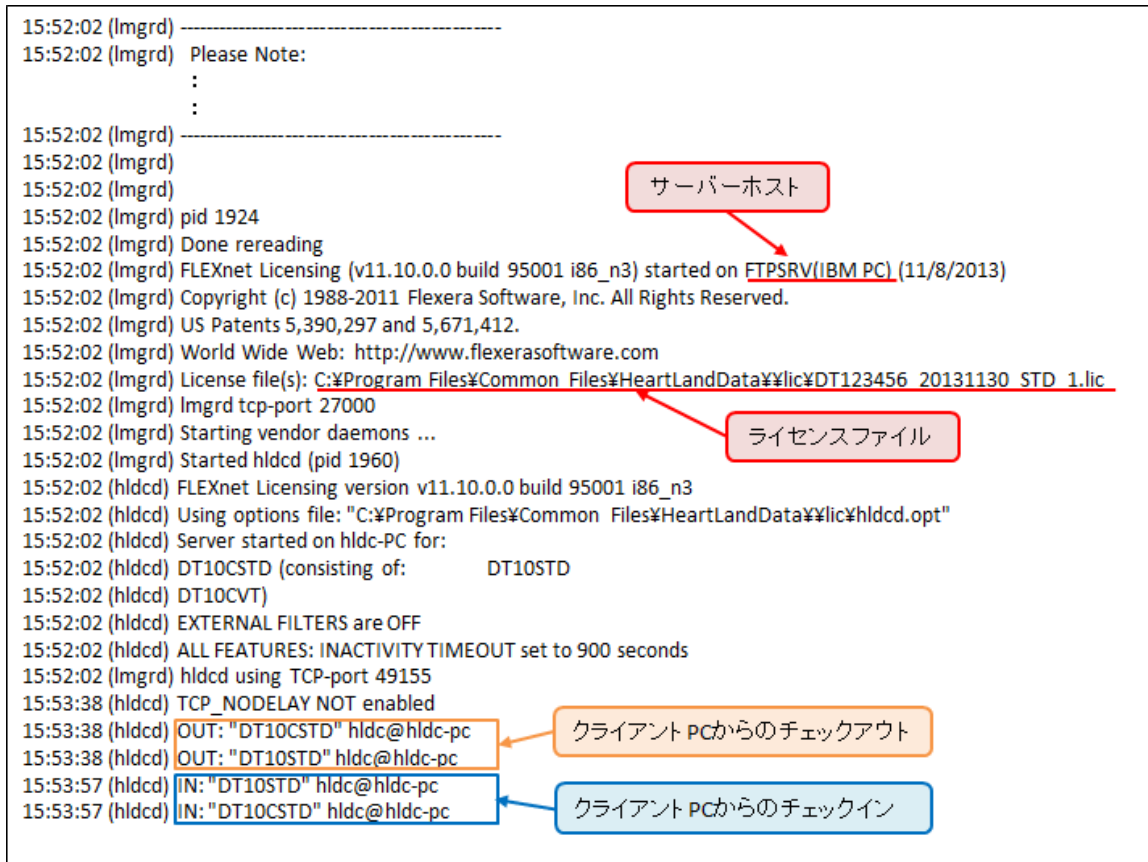 15:52:02 (lmgrd) -------------------------------------------------
15:52:02 (lmgrd) Please Note:
:
:
15:52:02 (lmgrd) -------------------------------------------------
15:52:02 (lmgrd)
15:52:02 (lmgrd)
サーバーホスト
15:52:02 (lmgrd) pid 1924
15:52:02 (lmgrd) Done rereading
15:52:02 (lmgrd) FLEXnet Licensing (v11.10.0.0 build 95001 i86_n3) started on FTPSRV(IBM PC) (11/8/2013)
15:52:02 (lmgrd) Copyright (c) 1988-2011 Flexera Software, Inc. All Rights Reserved.
15:52:02 (lmgrd) US Patents 5,390,297 and 5,671,412.
15:52:02 (lmgrd) World Wide Web: http://www.flexerasoftware.com
15:52:02 (lmgrd) License file(s): C:¥Program Files¥Common Files¥HeartLandData¥¥lic¥DT123456_20131130_STD_1.lic
15:52:02 (lmgrd) lmgrd tcp-port 27000
15:52:02 (lmgrd) Starting vendor daemons ...
ライセンスファイル
15:52:02 (lmgrd) Started hldcd (pid 1960)
15:52:02 (hldcd) FLEXnet Licensing version v11.10.0.0 build 95001 i86_n3
15:52:02 (hldcd) Using options file: "C:¥Program Files¥Common Files¥HeartLandData¥¥lic¥hldcd.opt"
15:52:02 (hldcd) Server started on hldc-PC for:
15:52:02 (hldcd) DT10CSTD (consisting of: DT10STD
15:52:02 (hldcd) DT10CVT)
15:52:02 (hldcd) EXTERNAL FILTERS are OFF
15:52:02 (hldcd) ALL FEATURES: INACTIVITY TIMEOUT set to 900 seconds
15:52:02 (lmgrd) hldcd using TCP-port 49155
15:53:38 (hldcd) TCP_NODELAY NOT enabled
15:53:38 (hldcd) OUT: "DT10CSTD" hldc@hldc-pc
クライアントPCからのチェックアウト
15:53:38 (hldcd) OUT: "DT10STD" hldc@hldc-pc
15:53:57 (hldcd) IN: "DT10STD" hldc@hldc-pc
15:53:57 (hldcd) IN: "DT10CSTD" hldc@hldc-pc
クライアントPCからのチェックイン